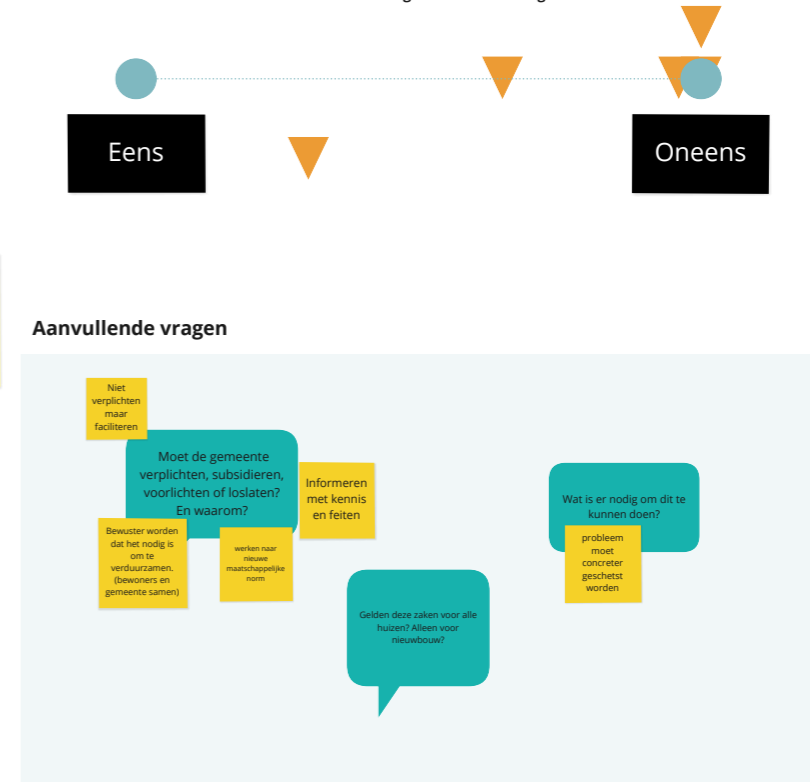 Eens
Oneens
Aanvullende vragen
Niet
verplichten
maar
faciliteren
Moet de gemeente
verplichten, subsidieren,
voorlichten of loslaten?
En waarom?
Informeren
met kennis
en feiten
Bewuster worden
dat het nodig is
om te
verduurzamen.
(bewoners en
gemeente samen)
werken naar
nieuwe
maatschappelijke
norm
Wat is er nodig om dit te
kunnen doen?
probleem
moet
concreter
geschetst
worden
Gelden deze zaken voor alle
huizen? Alleen voor
nieuwbouw?